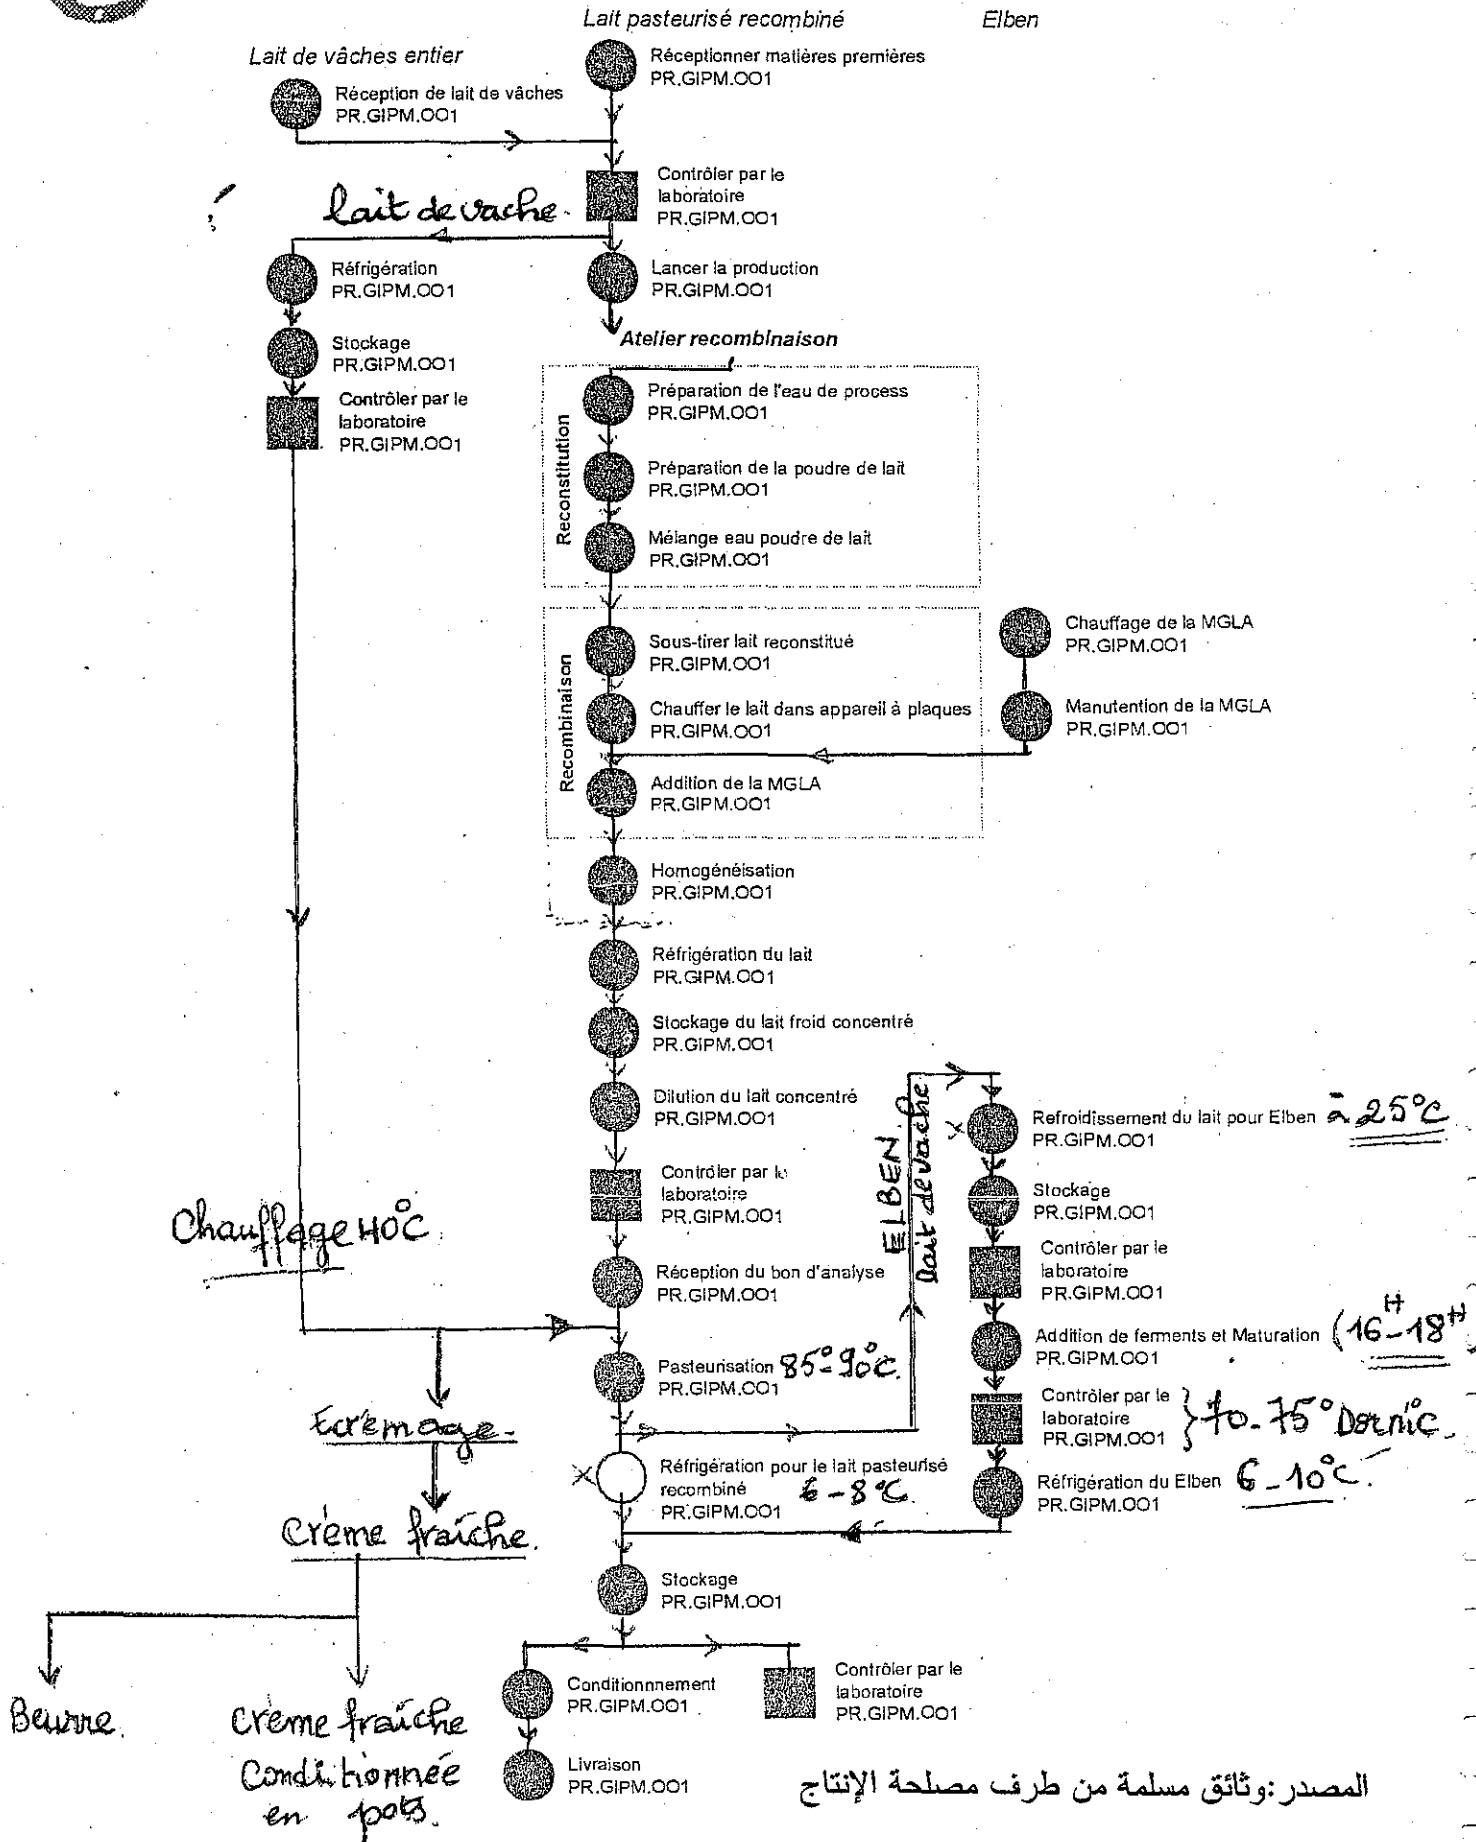 Lait pasteurisé recombiné
Elben
Lait de vâches entier
Réceptionner matières premières
PR.GIPM.OO1
Réception de lait de vâches
PR.GIPM.OO1
Contrôler par le
laboratoire
PR.GIPM.OO1
lait de vache.
Réfrigération
PR.GIPM.OO1
Lancer la production
PR.GIPM.OO1
Stockage
PR.GIPM.OO1
Atelier recombinaison
Contrôler par le
laboratoire
PR.GIPM.OO1
Reconstitution
Préparation de l'eau de process
PR.GIPM.OO1
Préparation de la poudre de lait
PR.GIPM.OO1
Mélange eau poudre de lait
PR.GIPM.OO1
Recombinaison
Sous-tirer lait reconstitué
PR.GIPM.OO1
Chauffage de la MGLA
PR.GIPM.OO1
Chauffer le lait dans appareil à plaques
PR.GIPM.OO1
Manutention de la MGLA
PR.GIPM.OO1
Addition de la MGLA
PR.GIPM.OO1
Homogénéisation
PR.GIPM.OO1
Réfrigération du lait
PR.GIPM.OO1
Stockage du lait froid concentré
PR.GIPM.OO1
Dilution du lait concentré
PR.GIPM.OO1
Contrôler par le
laboratoire
PR.GIPM.OO1
Réception du bon d'analyse
PR.GIPM.OO1
Chauffage 40°C
ELBEN
lait de vache
Refroidissement du lait pour Elben à 25°C
PR.GIPM.OO1
Stockage
PR.GIPM.OO1
Contrôler par le
laboratoire
PR.GIPM.OO1
Addition de ferments et Maturation (16H-18H
PR.GIPM.OO1
Contrôler par le
laboratoire
PR.GIPM.OO1 } 70-75° Dornic.
Réfrigération du Elben 6-10°C.
PR.GIPM.OO1
Pasteurisation 85°-90°C.
PR.GIPM.OO1
Ecrémage.
Réfrigération pour le lait pasteurisé
recombiné 6-8°C.
PR.GIPM.OO1
Crème fraîche.
Stockage
PR.GIPM.OO1
Beurre.
Crème fraîche
Conditionnée
en pots.
Conditionnnement
PR.GIPM.OO1
Contrôler par le
laboratoire
PR.GIPM.OO1
Livraison
PR.GIPM.OO1
المصدر :وثائق مسلمة من طرف مصلحة الإنتاج